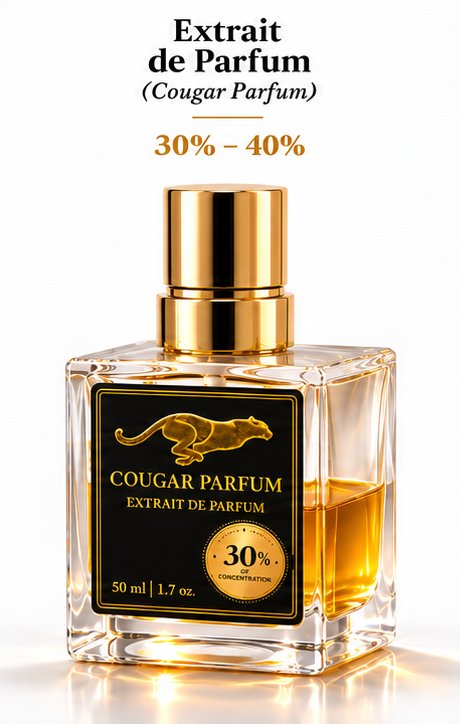 Extrait
de Parfum
(Cougar Parfum)
30% – 40%
COUGAR PARFUM
EXTRAIT DE PARFUM
30%
OF
CONCENTRATION
50 ml | 1.7 oz.